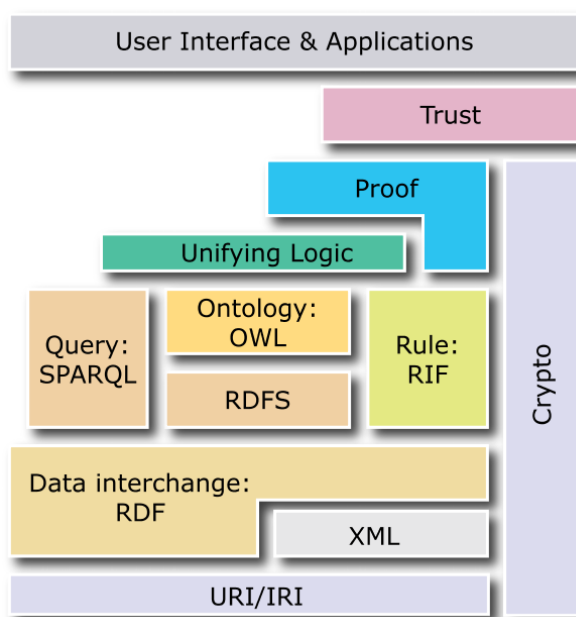 User Interface & Applications
Trust
Proof
Unifying Logic
Ontology:
OWL
Query:
SPARQL
Rule:
RIF
RDFS
Crypto
Data interchange:
RDF
XML
URI/IRI